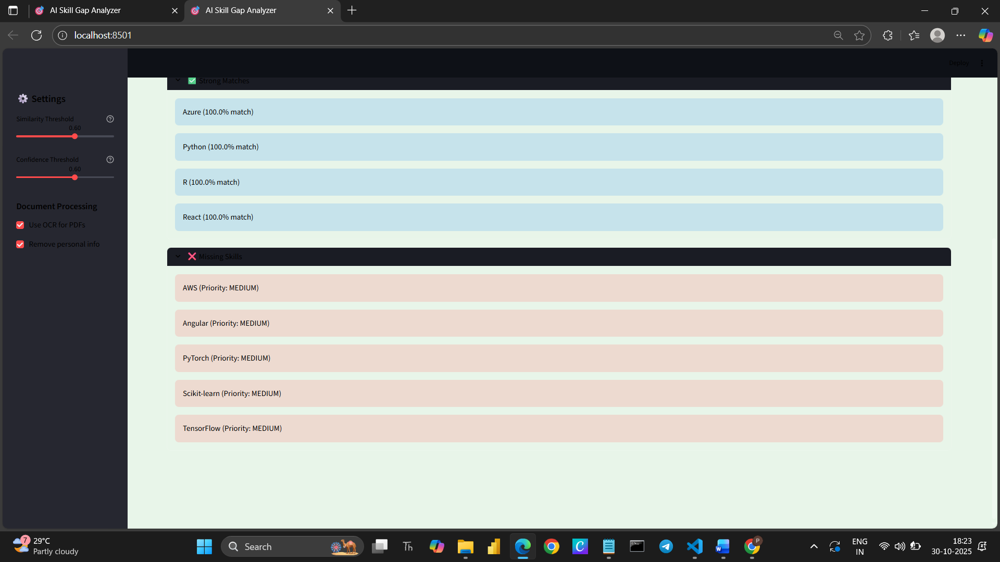 AI Skill Gap Analyzer
AI Skill Gap Analyzer
localhost:8501
Deploy
Settings
Similarity Threshold
0.60
Confidence Threshold
0.60
Document Processing
Use OCR for PDFs
Remove personal info
Strong Matches
Azure (100.0% match)
Python (100.0% match)
R (100.0% match)
React (100.0% match)
Missing Skills
AWS (Priority: MEDIUM)
Angular (Priority: MEDIUM)
PyTorch (Priority: MEDIUM)
Scikit-learn (Priority: MEDIUM)
TensorFlow (Priority: MEDIUM)
7
29°C
Partly cloudy
Search
Th
C
W
P
ENG
IN
18:23
30-10-2025